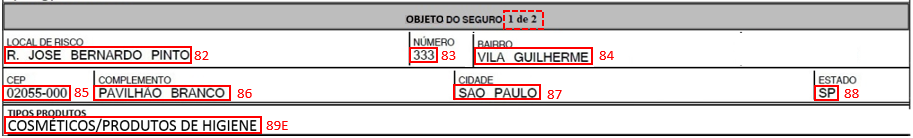 OBJETO DO SEGURO 1 de 2
LOCAL DE RISCO NÚMERO BAIRRO
R. JOSE BERNARDO PINTO 82 333 83 VILA GUILHERME 84
CEP COMPLEMENTO CIDADE ESTADO
02055-000 85 PAVILHAO BRANCO 86 SAO PAULO 87 SP 88
TIPOS PRODUTOS
COSMÉTICOS/PRODUTOS DE HIGIENE 89E